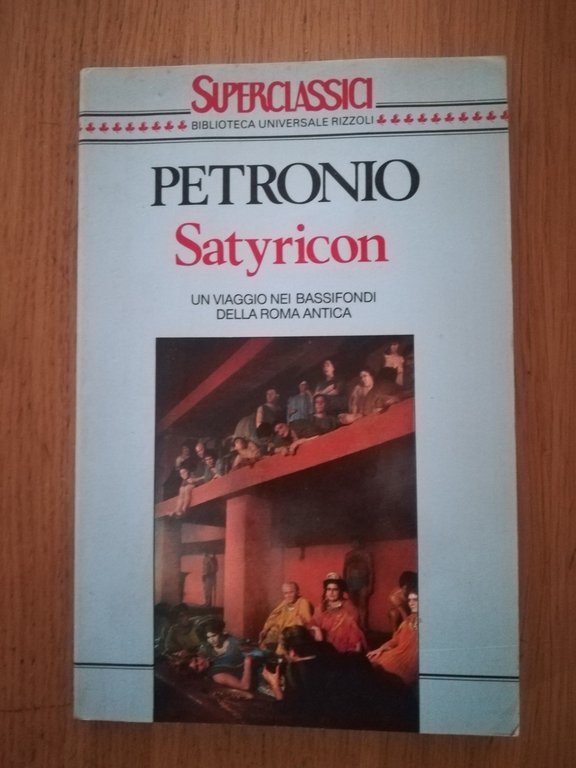 SUPERCLASSICI
BIBLIOTECA UNIVERSALE RIZZOLI
PETRONIO
Satyricon
UN VIAGGIO NEI BASSIFONDI
DELLA ROMA ANTICA